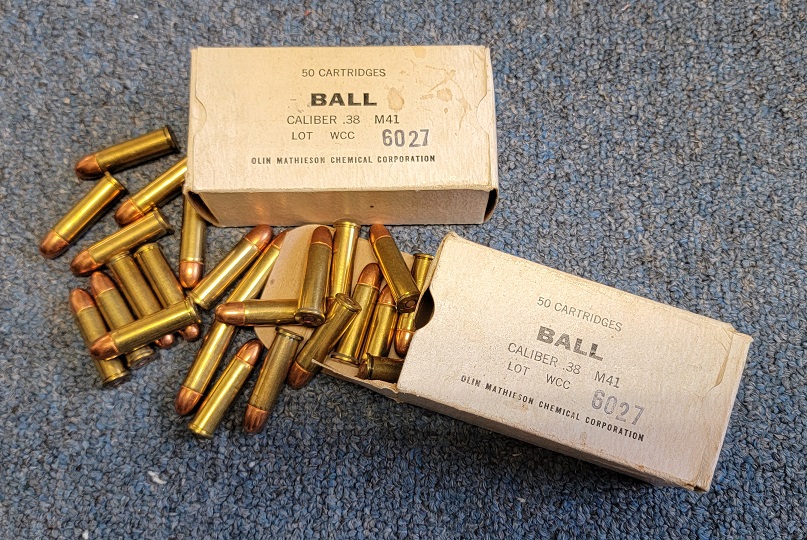 50 CARTRIDGES
BALL
CALIBER .38 M41
LOT WCC 6027
OLIN MATHIESON CHEMICAL CORPORATION
50 CARTRIDGES
BALL
CALIBER .38 M41
LOT WCC 6027
OLIN MATHIESON CHEMICAL CORPORATION